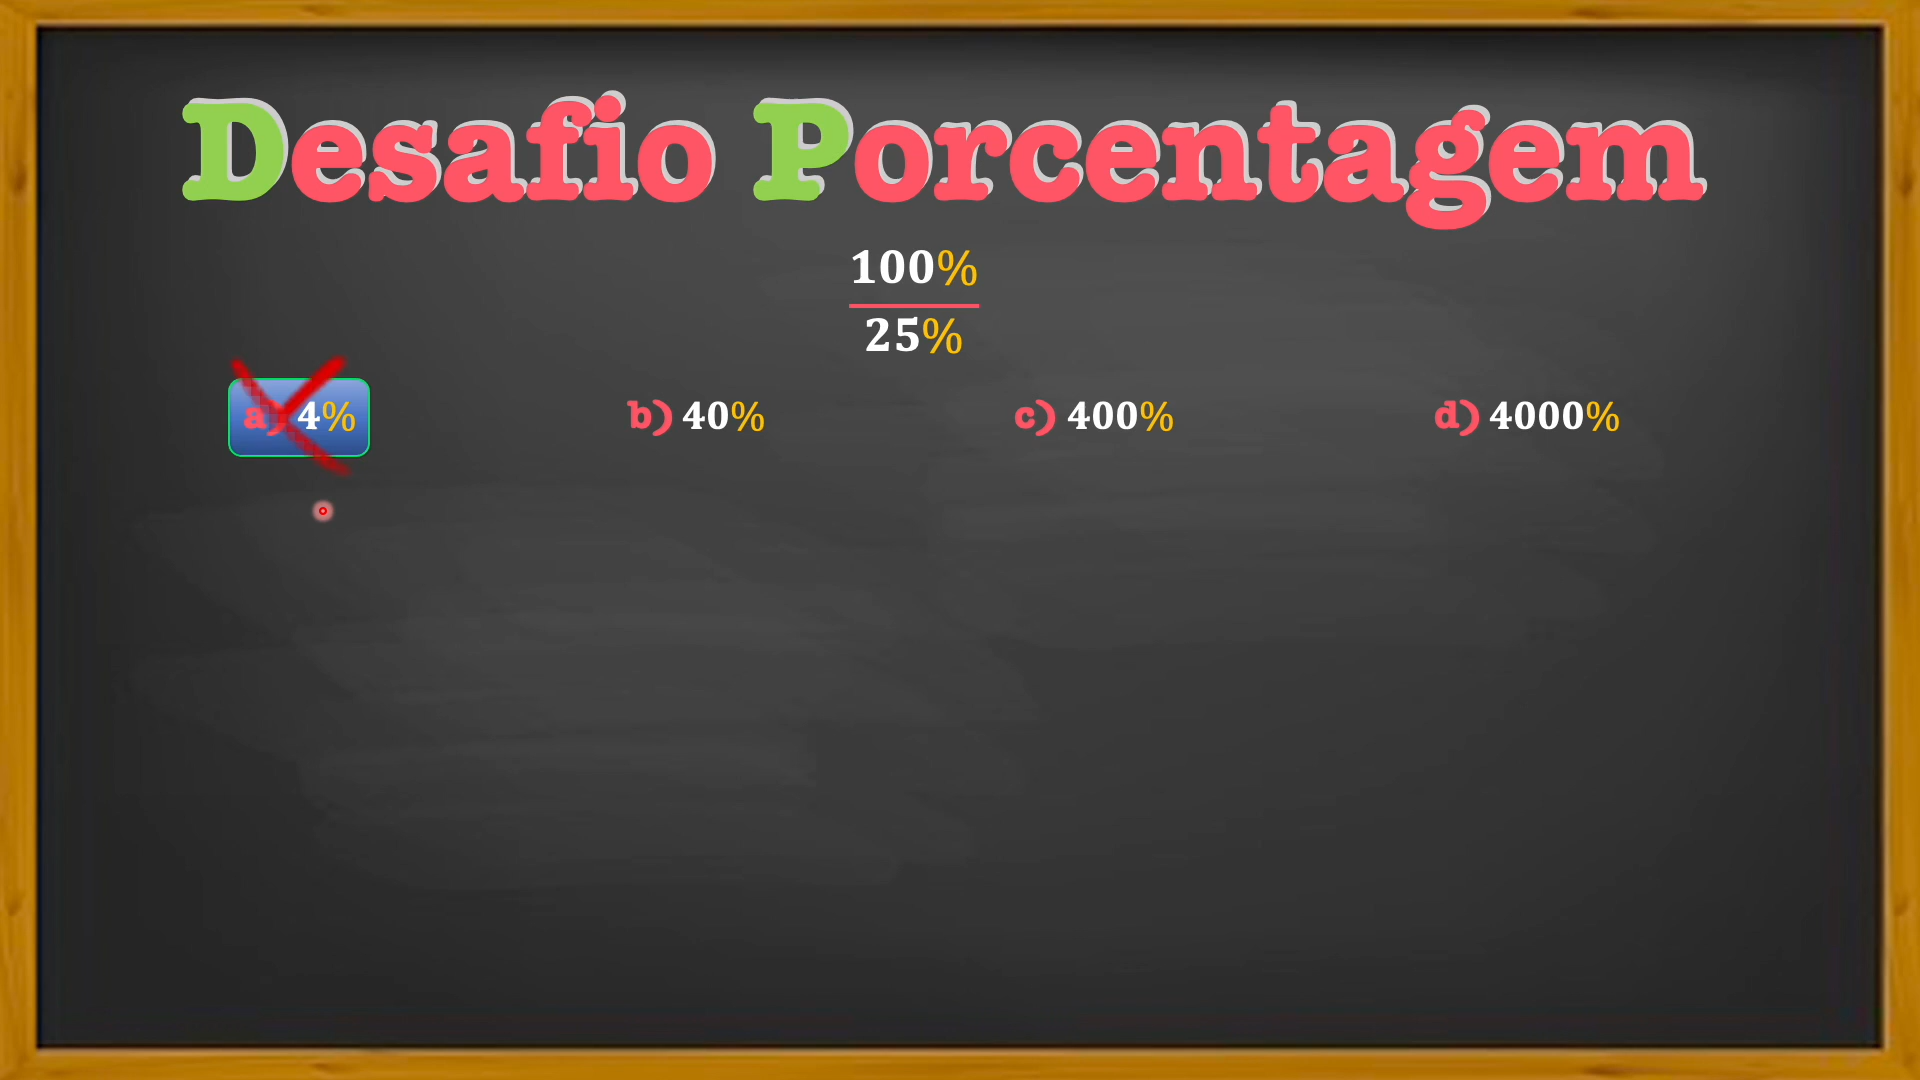 Desafio Porcentagem
100%
25%
a) 4%
b) 40%
c) 400%
d) 4000%